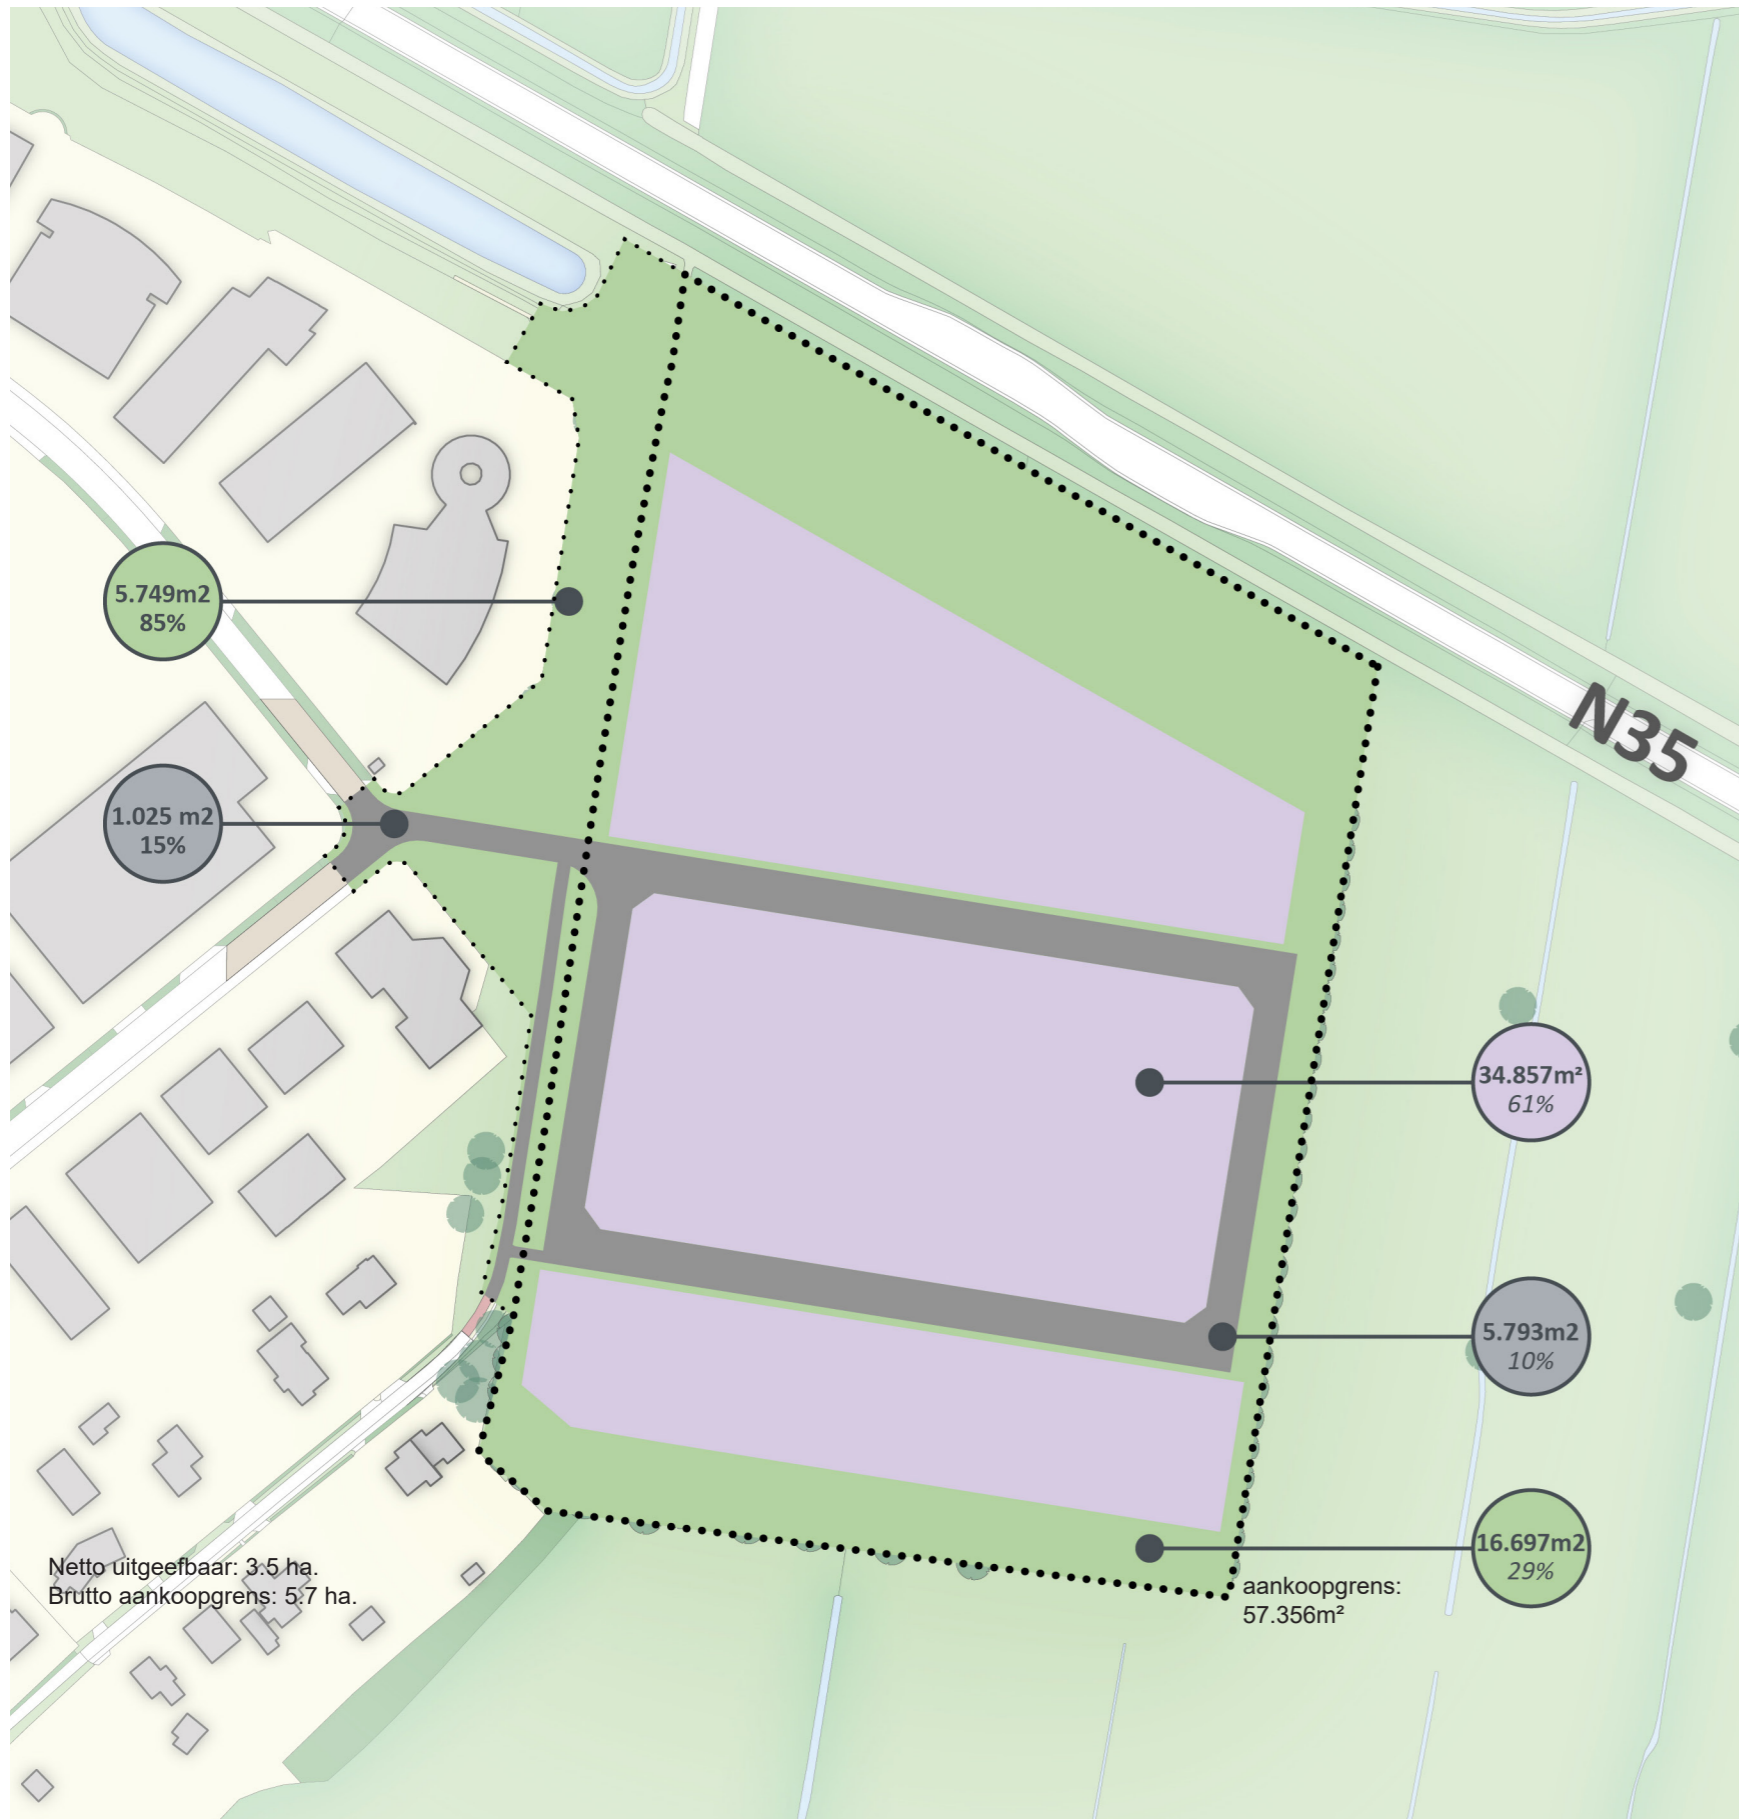 N35
5.749m2
85%
1.025 m2
15%
34.857m²
61%
5.793m2
10%
16.697m2
29%
Netto uitgeefbaar: 3.5 ha.
Brutto aankoopgrens: 5.7 ha.
aankoopgrens:
57.356m²